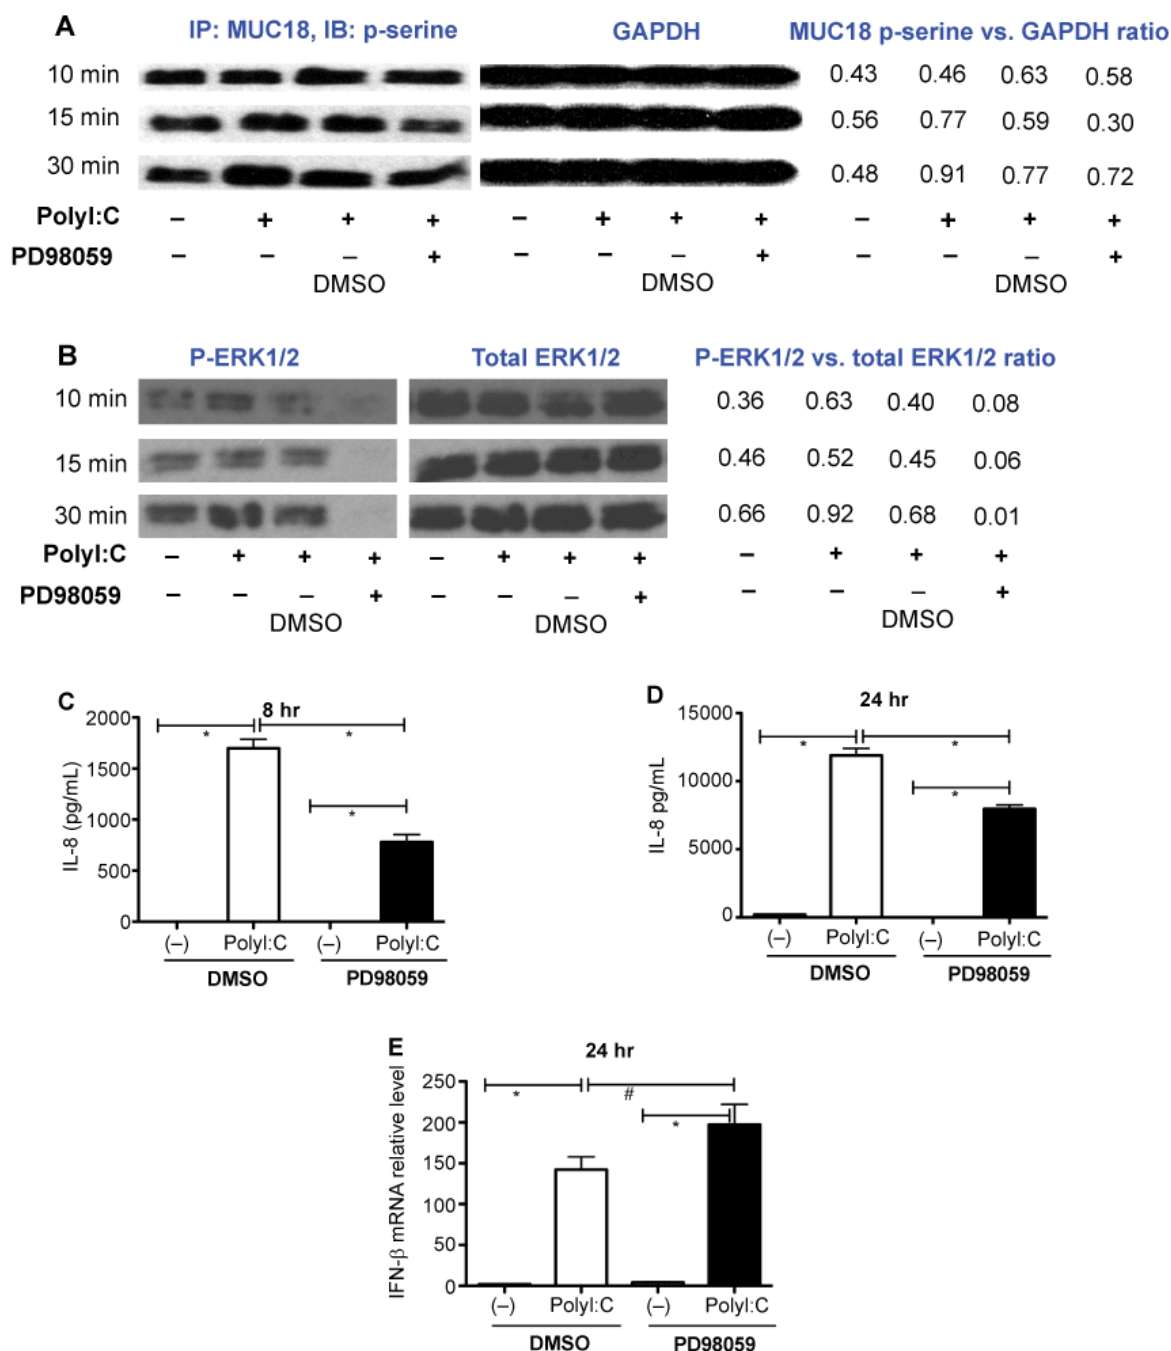 A
IP: MUC18, IB: p-serine GAPDH MUC18 p-serine vs. GAPDH ratio
10 min 0.43 0.46 0.63 0.58
15 min 0.56 0.77 0.59 0.30
30 min 0.48 0.91 0.77 0.72
PolyI:C – + + + – + + + – + + +
PD98059 – – – + – – – + – – – +
DMSO DMSO DMSO
B
P-ERK1/2 Total ERK1/2 P-ERK1/2 vs. total ERK1/2 ratio
10 min 0.36 0.63 0.40 0.08
15 min 0.46 0.52 0.45 0.06
30 min 0.66 0.92 0.68 0.01
PolyI:C – + + + – + + + – + + +
PD98059 – – – + – – – + – – – +
DMSO DMSO DMSO
C
8 hr
IL-8 (pg/mL)
2000
1500
1000
500
0
* *
*
(–) PolyI:C (–) PolyI:C
DMSO PD98059
D
24 hr
IL-8 pg/mL
15000
10000
5000
0
* *
*
(–) PolyI:C (–) PolyI:C
DMSO PD98059
E
24 hr
IFN-β mRNA relative level
250
200
150
100
50
0
* #
*
(–) PolyI:C (–) PolyI:C
DMSO PD98059